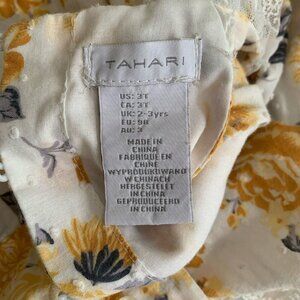 TAHARI
US: 3T
CA: 3T
UK: 2-3yrs
EU: 98
AU: 3
MADE IN
CHINA
FABRIQUÉ EN
CHINE
WYPRODUKOWANO
W CHINACH
HERGESTELLT
IN CHINA
GEPRODUCEERD
IN CHINA